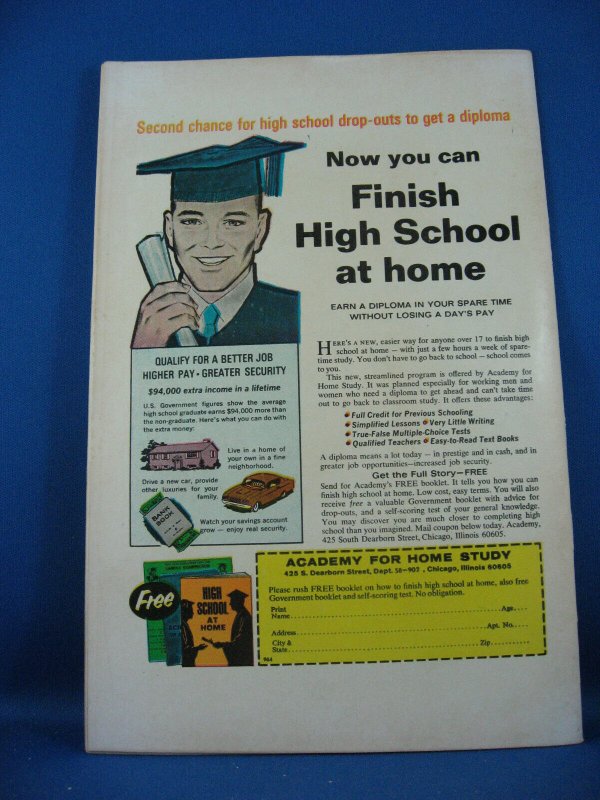 Second chance for high school drop-outs to get a diploma
Now you can
Finish
High School
at home
EARN A DIPLOMA IN YOUR SPARE TIME
WITHOUT LOSING A DAY'S PAY
HERE'S A NEW, easier way for anyone over 17 to finish high
school at home — with just a few hours a week of spare-
time study. You don't have to go back to school — school comes
to you.
This new, streamlined program is offered by Academy for
Home Study. It was planned especially for working men and
women who need a diploma to get ahead and can't take time
out to go back to classroom study. It offers these advantages:
Full Credit for Previous Schooling
Simplified Lessons Very Little Writing
True-False Multiple-Choice Tests
Qualified Teachers Easy-to-Read Text Books
A diploma means a lot today — in prestige and in cash, and in
greater job opportunities—increased job security.
Get the Full Story—FREE
Send for Academy's FREE booklet. It tells you how you can
finish your high school at home. Low cost, easy terms. You will also
receive free a valuable Government booklet with advice for
drop-outs, and a self-scoring test of your general knowledge.
You may discover you are much closer to completing high
school than you imagined. Mail coupon below today. Academy,
425 South Dearborn Street, Chicago, Illinois 60605.
QUALIFY FOR A BETTER JOB
HIGHER PAY • GREATER SECURITY
$94,000 extra income in a lifetime
U.S. Government figures show the average
high school graduate earns $94,000 more than
the non-graduate. Here's what you can do with
the extra money:
Live in a home of
your own in a fine
neighborhood.
Drive a new car, provide
other luxuries for your
family.
BANK
BOOK
Watch your savings account
grow — enjoy real security.
Free
HIGH
SCHOOL
AT
HOME
ACADEMY FOR HOME STUDY
425 S. Dearborn Street, Dept. 58-902 , Chicago, Illinois 60605
Please rush FREE booklet on how to finish high school at home, also free
Government booklet and self-scoring test. No obligation.
Print
Name Age
Address Apt. No.
City &
State Zip
964